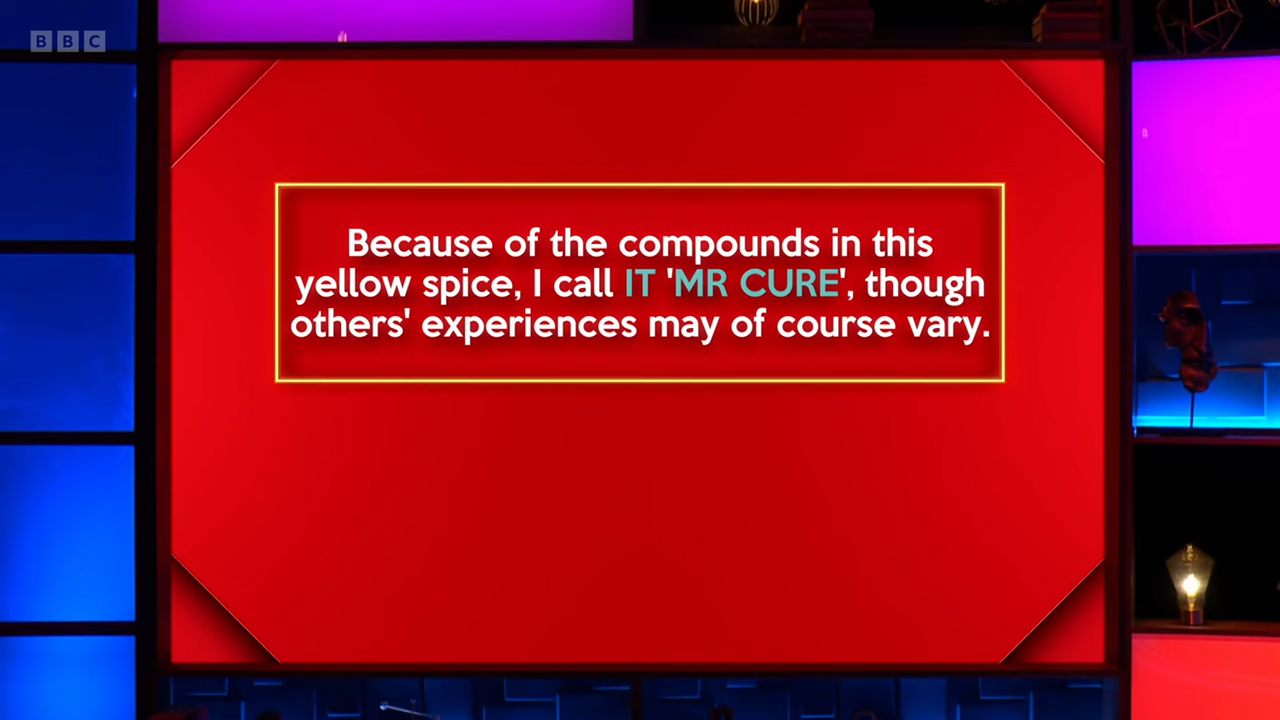 BBC
Because of the compounds in this
yellow spice, I call IT 'MR CURE', though
others' experiences may of course vary.